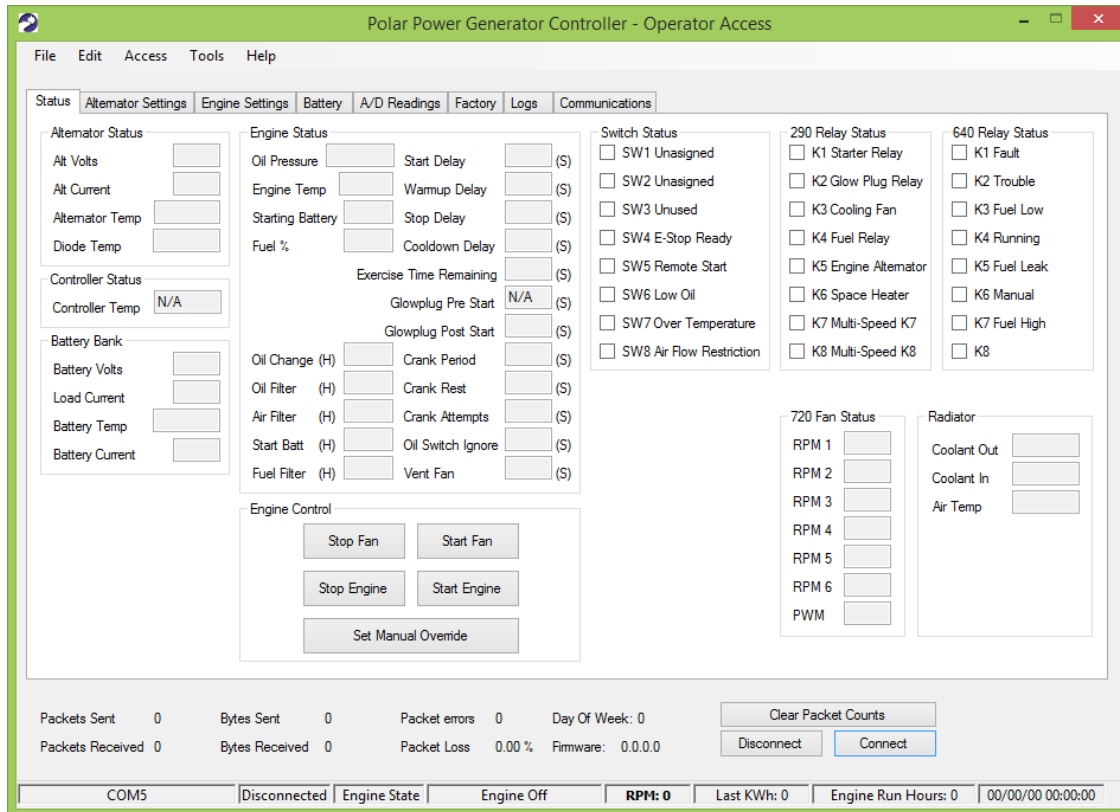 Polar Power Generator Controller - Operator Access
File Edit Access Tools Help
Status Alternator Settings Engine Settings Battery A/D Readings Factory Logs Communications
Alternator Status
Alt Volts
Alt Current
Alternator Temp
Diode Temp
Controller Status
Controller Temp N/A
Battery Bank
Battery Volts
Load Current
Battery Temp
Battery Current
Engine Status
Oil Pressure Start Delay (S)
Engine Temp Warmup Delay (S)
Starting Battery Stop Delay (S)
Fuel % Cooldown Delay (S)
Exercise Time Remaining (S)
Glowplug Pre Start N/A (S)
Glowplug Post Start (S)
Oil Change (H) Crank Period (S)
Oil Filter (H) Crank Rest (S)
Air Filter (H) Crank Attempts (S)
Start Batt (H) Oil Switch Ignore (S)
Fuel Filter (H) Vent Fan (S)
Engine Control
Stop Fan Start Fan
Stop Engine Start Engine
Set Manual Override
Switch Status
SW1 Unasigned
SW2 Unasigned
SW3 Unused
SW4 E-Stop Ready
SW5 Remote Start
SW6 Low Oil
SW7 Over Temperature
SW8 Air Flow Restriction
290 Relay Status
K1 Starter Relay
K2 Glow Plug Relay
K3 Cooling Fan
K4 Fuel Relay
K5 Engine Alternator
K6 Space Heater
K7 Multi-Speed K7
K8 Multi-Speed K8
640 Relay Status
K1 Fault
K2 Trouble
K3 Fuel Low
K4 Running
K5 Fuel Leak
K6 Manual
K7 Fuel High
K8
720 Fan Status
RPM 1
RPM 2
RPM 3
RPM 4
RPM 5
RPM 6
PWM
Radiator
Coolant Out
Coolant In
Air Temp
Packets Sent 0 Bytes Sent 0 Packet errors 0 Day Of Week: 0 Clear Packet Counts
Packets Received 0 Bytes Received 0 Packet Loss 0.00 % Firmware: 0.0.0.0 Disconnect Connect
COM5 Disconnected Engine State Engine Off RPM: 0 Last KWh: 0 Engine Run Hours: 0 00/00/00 00:00:00